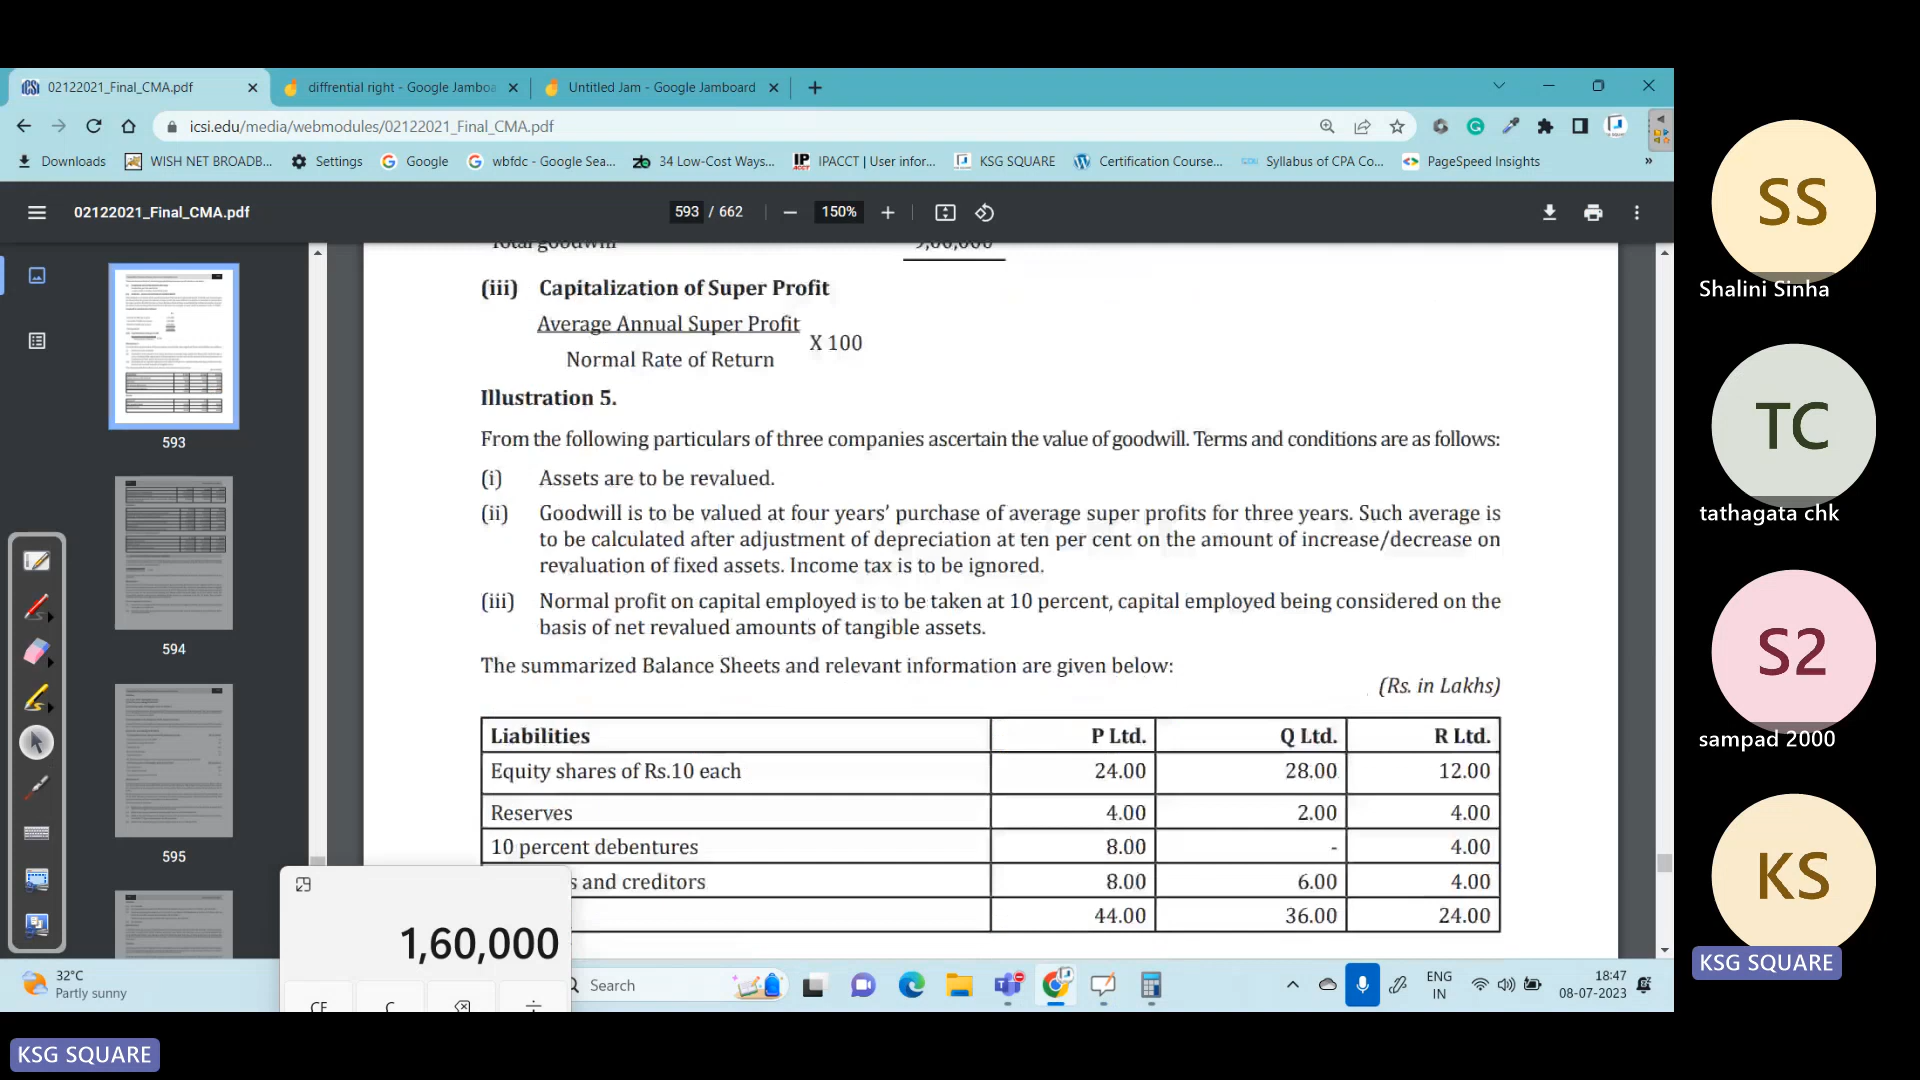 02122021_Final_CMA.pdf
diffrential right - Google Jamboa
Untitled Jam - Google Jamboard
icsi.edu/media/webmodules/02122021_Final_CMA.pdf
Downloads
WISH NET BROADB...
Settings
Google
wbfdc - Google Sea...
34 Low-Cost Ways...
IPACCT | User infor...
KSG SQUARE
Certification Course...
Syllabus of CPA Co...
PageSpeed Insights
»
02122021_Final_CMA.pdf
593 / 662
150%
593
594
595
Total goodwill 9,60,000
(iii) Capitalization of Super Profit
Average Annual Super Profit
X 100
Normal Rate of Return
Illustration 5.
From the following particulars of three companies ascertain the value of goodwill. Terms and conditions are as follows:
(i) Assets are to be revalued.
(ii) Goodwill is to be valued at four years’ purchase of average super profits for three years. Such average is
to be calculated after adjustment of depreciation at ten per cent on the amount of increase/decrease on
revaluation of fixed assets. Income tax is to be ignored.
(iii) Normal profit on capital employed is to be taken at 10 percent, capital employed being considered on the
basis of net revalued amounts of tangible assets.
The summarized Balance Sheets and relevant information are given below:
(Rs. in Lakhs)
Liabilities P Ltd. Q Ltd. R Ltd.
Equity shares of Rs.10 each 24.00 28.00 12.00
Reserves 4.00 2.00 4.00
10 percent debentures 8.00 - 4.00
s and creditors 8.00 6.00 4.00
44.00 36.00 24.00
1,60,000
CE
C
÷
32°C
Partly sunny
Search
ENG
IN
18:47
08-07-2023
SS
Shalini Sinha
TC
tathagata chk
S2
sampad 2000
KS
KSG SQUARE
KSG SQUARE